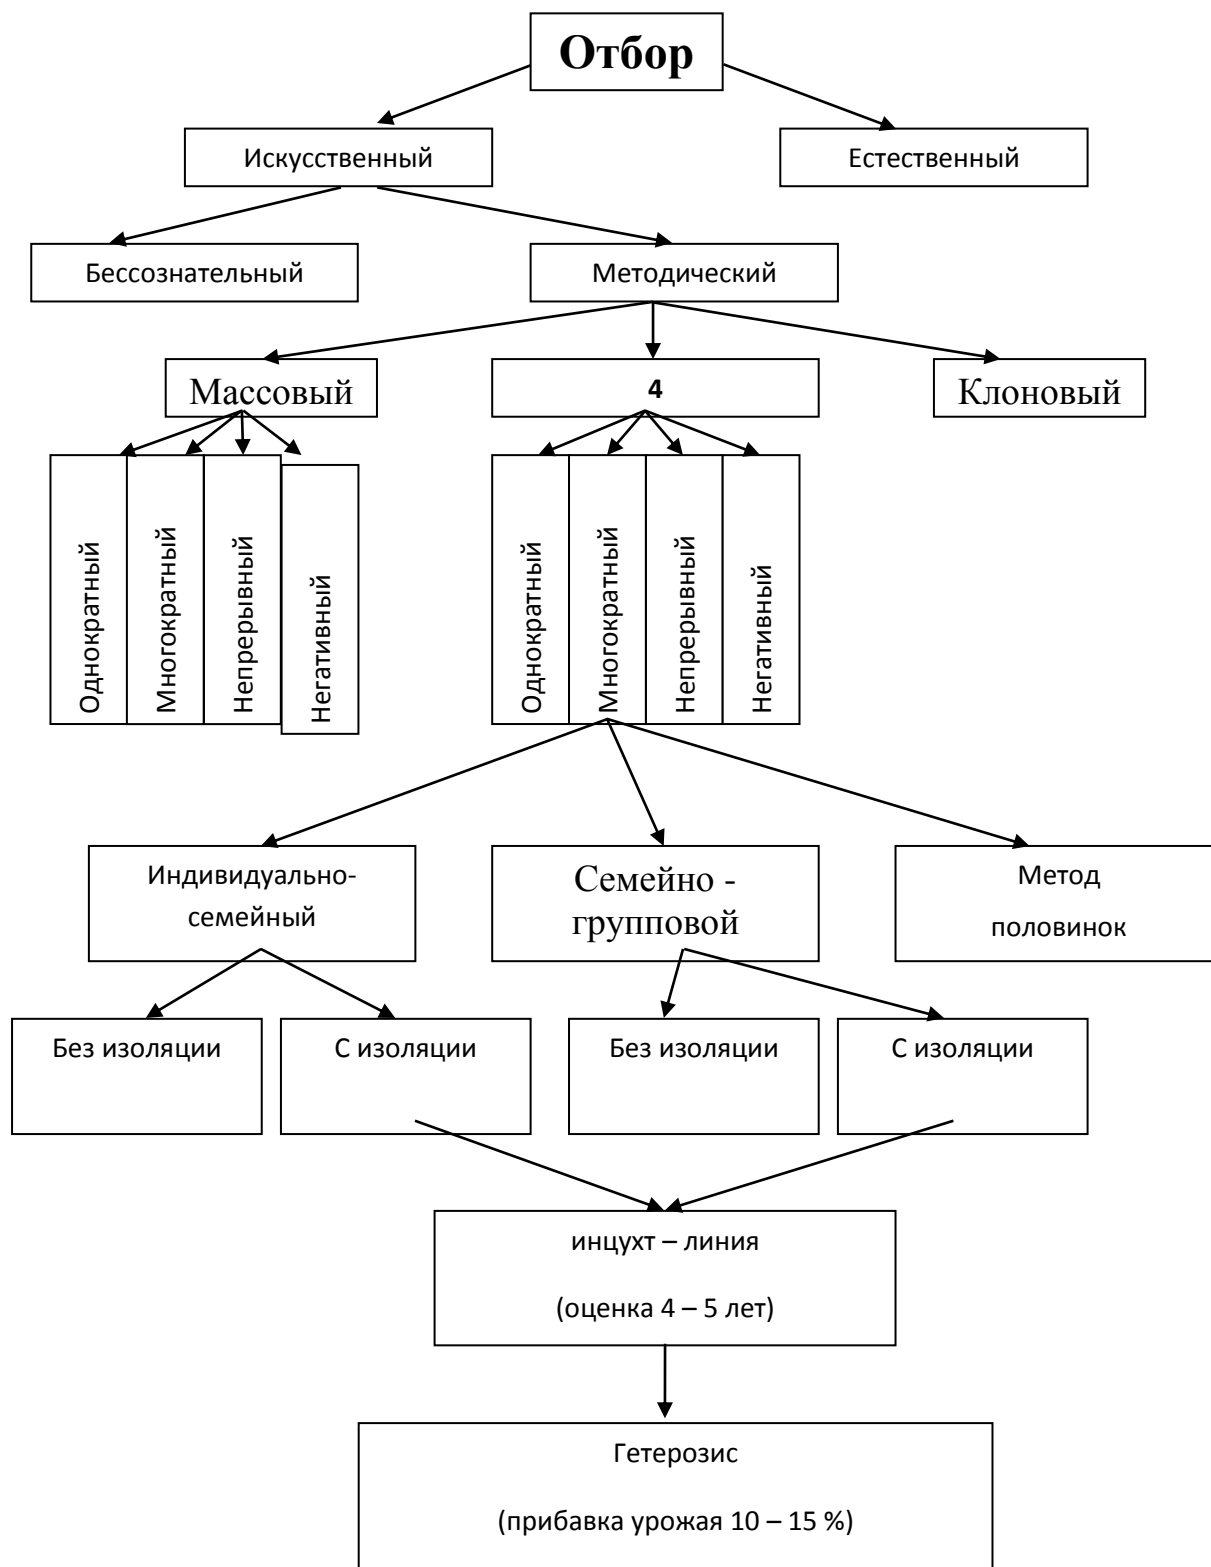 Отбор
Искусственный
Естественный
Бессознательный
Методический
Массовый
4
Клоновый
Однократный
Многократный
Непрерывный
Негативный
Однократный
Многократный
Непрерывный
Негативный
Индивидуально-
семейный
Семейно -
групповой
Метод
половинок
Без изоляции
С изоляции
Без изоляции
С изоляции
инцухт – линия
(оценка 4 – 5 лет)
Гетерозис
(прибавка урожая 10 – 15 %)